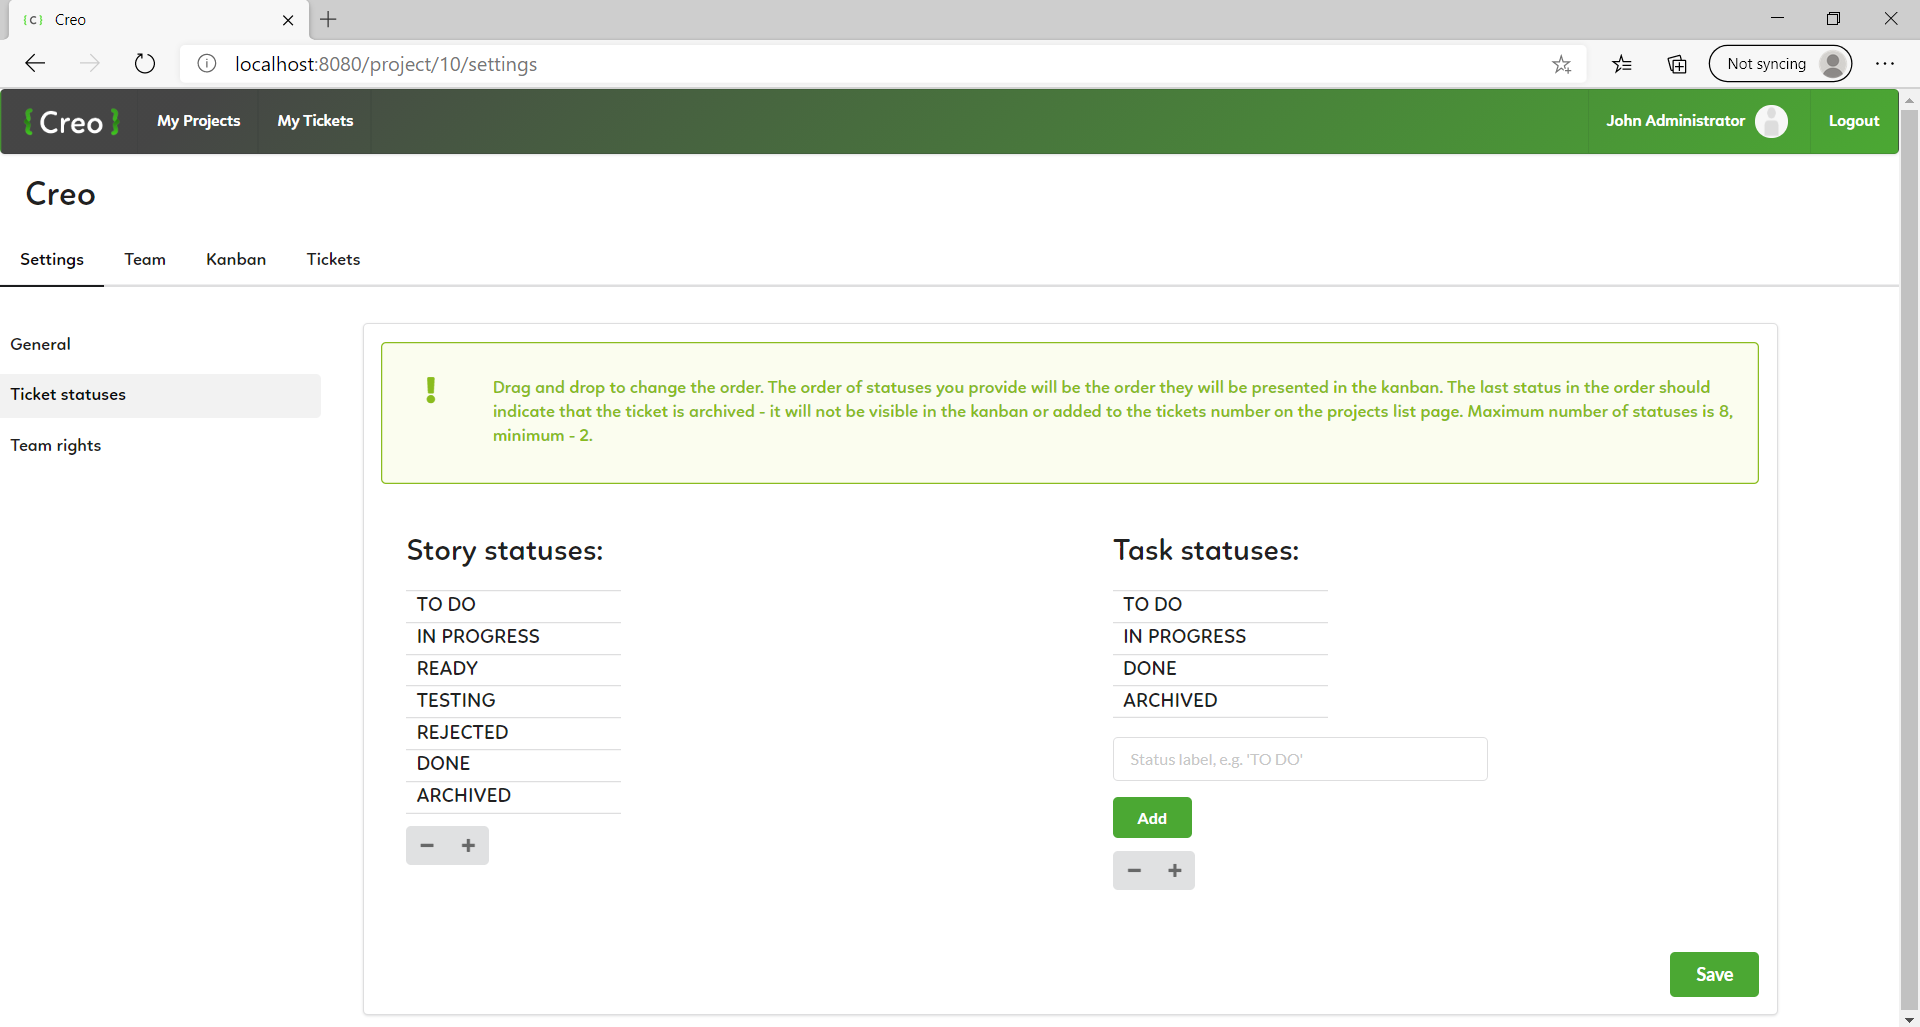 {c} Creo
localhost:8080/project/10/settings
Not syncing
{ Creo } My Projects My Tickets John Administrator Logout
Creo
Settings Team Kanban Tickets
General
Ticket statuses
Team rights
Drag and drop to change the order. The order of statuses you provide will be the order they will be presented in the kanban. The last status in the order should
indicate that the ticket is archived - it will not be visible in the kanban or added to the tickets number on the projects list page. Maximum number of statuses is 8,
minimum - 2.
Story statuses:
TO DO
IN PROGRESS
READY
TESTING
REJECTED
DONE
ARCHIVED
Task statuses:
TO DO
IN PROGRESS
DONE
ARCHIVED
Status label, e.g. 'TO DO'
Add
Save